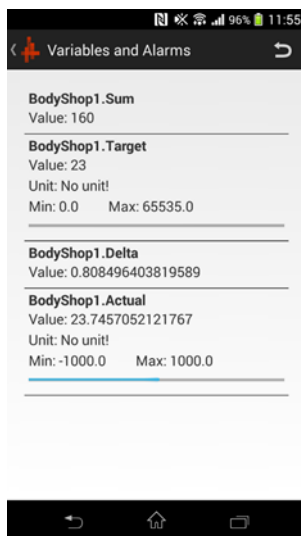 96% 11:55
Variables and Alarms
BodyShop1.Sum
Value: 160
BodyShop1.Target
Value: 23
Unit: No unit!
Min: 0.0 Max: 65535.0
BodyShop1.Delta
Value: 0.808496403819589
BodyShop1.Actual
Value: 23.7457052121767
Unit: No unit!
Min: -1000.0 Max: 1000.0